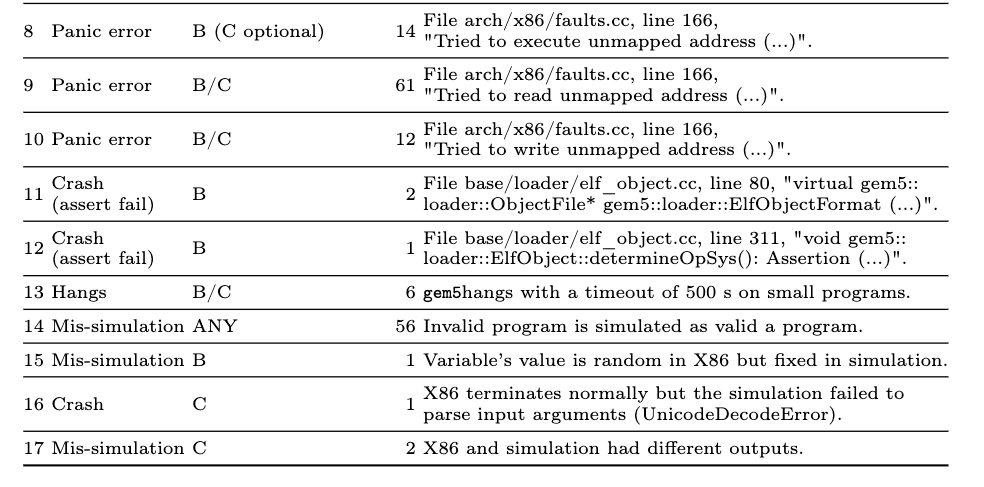 8 Panic error B (C optional) 14 File arch/x86/faults.cc, line 166,
"Tried to execute unmapped address (...)".
9 Panic error B/C 61 File arch/x86/faults.cc, line 166,
"Tried to read unmapped address (...)".
10 Panic error B/C 12 File arch/x86/faults.cc, line 166,
"Tried to write unmapped address (...)".
11 Crash (assert fail) B 2 File base/loader/elf_object.cc, line 80, "virtual gem5::
loader::ObjectFile* gem5::loader::ElfObjectFormat (...)".
12 Crash (assert fail) B 1 File base/loader/elf_object.cc, line 311, "void gem5::
loader::ElfObject::determineOpSys(): Assertion (...)".
13 Hangs B/C 6 gem5hangs with a timeout of 500 s on small programs.
14 Mis-simulation ANY 56 Invalid program is simulated as valid a program.
15 Mis-simulation B 1 Variable's value is random in X86 but fixed in simulation.
16 Crash C 1 X86 terminates normally but the simulation failed to
parse input arguments (UnicodeDecodeError).
17 Mis-simulation C 2 X86 and simulation had different outputs.